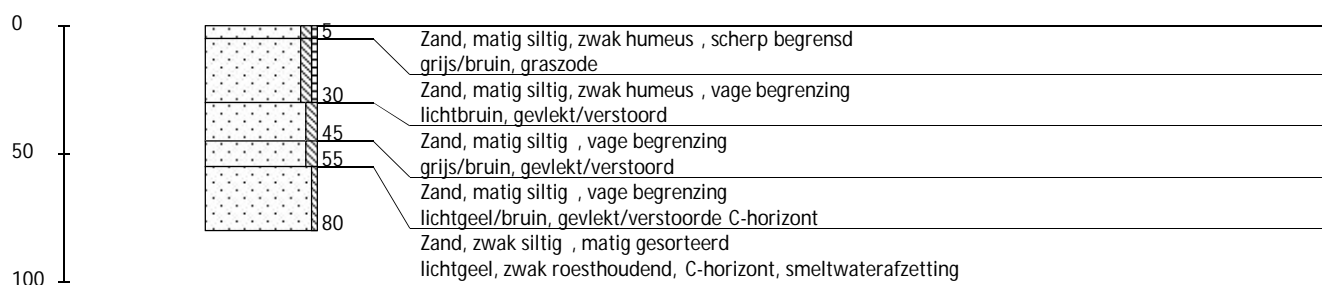 0
5
Zand, matig siltig, zwak humeus , scherp begrensd
grijs/bruin, graszode
Zand, matig siltig, zwak humeus , vage begrenzing
30
lichtbruin, gevlekt/verstoord
45
Zand, matig siltig , vage begrenzing
50
55
grijs/bruin, gevlekt/verstoord
Zand, matig siltig , vage begrenzing
lichtgeel/bruin, gevlekt/verstoorde C-horizont
80
Zand, zwak siltig , matig gesorteerd
lichtgeel, zwak roesthoudend, C-horizont, smeltwaterafzetting
100